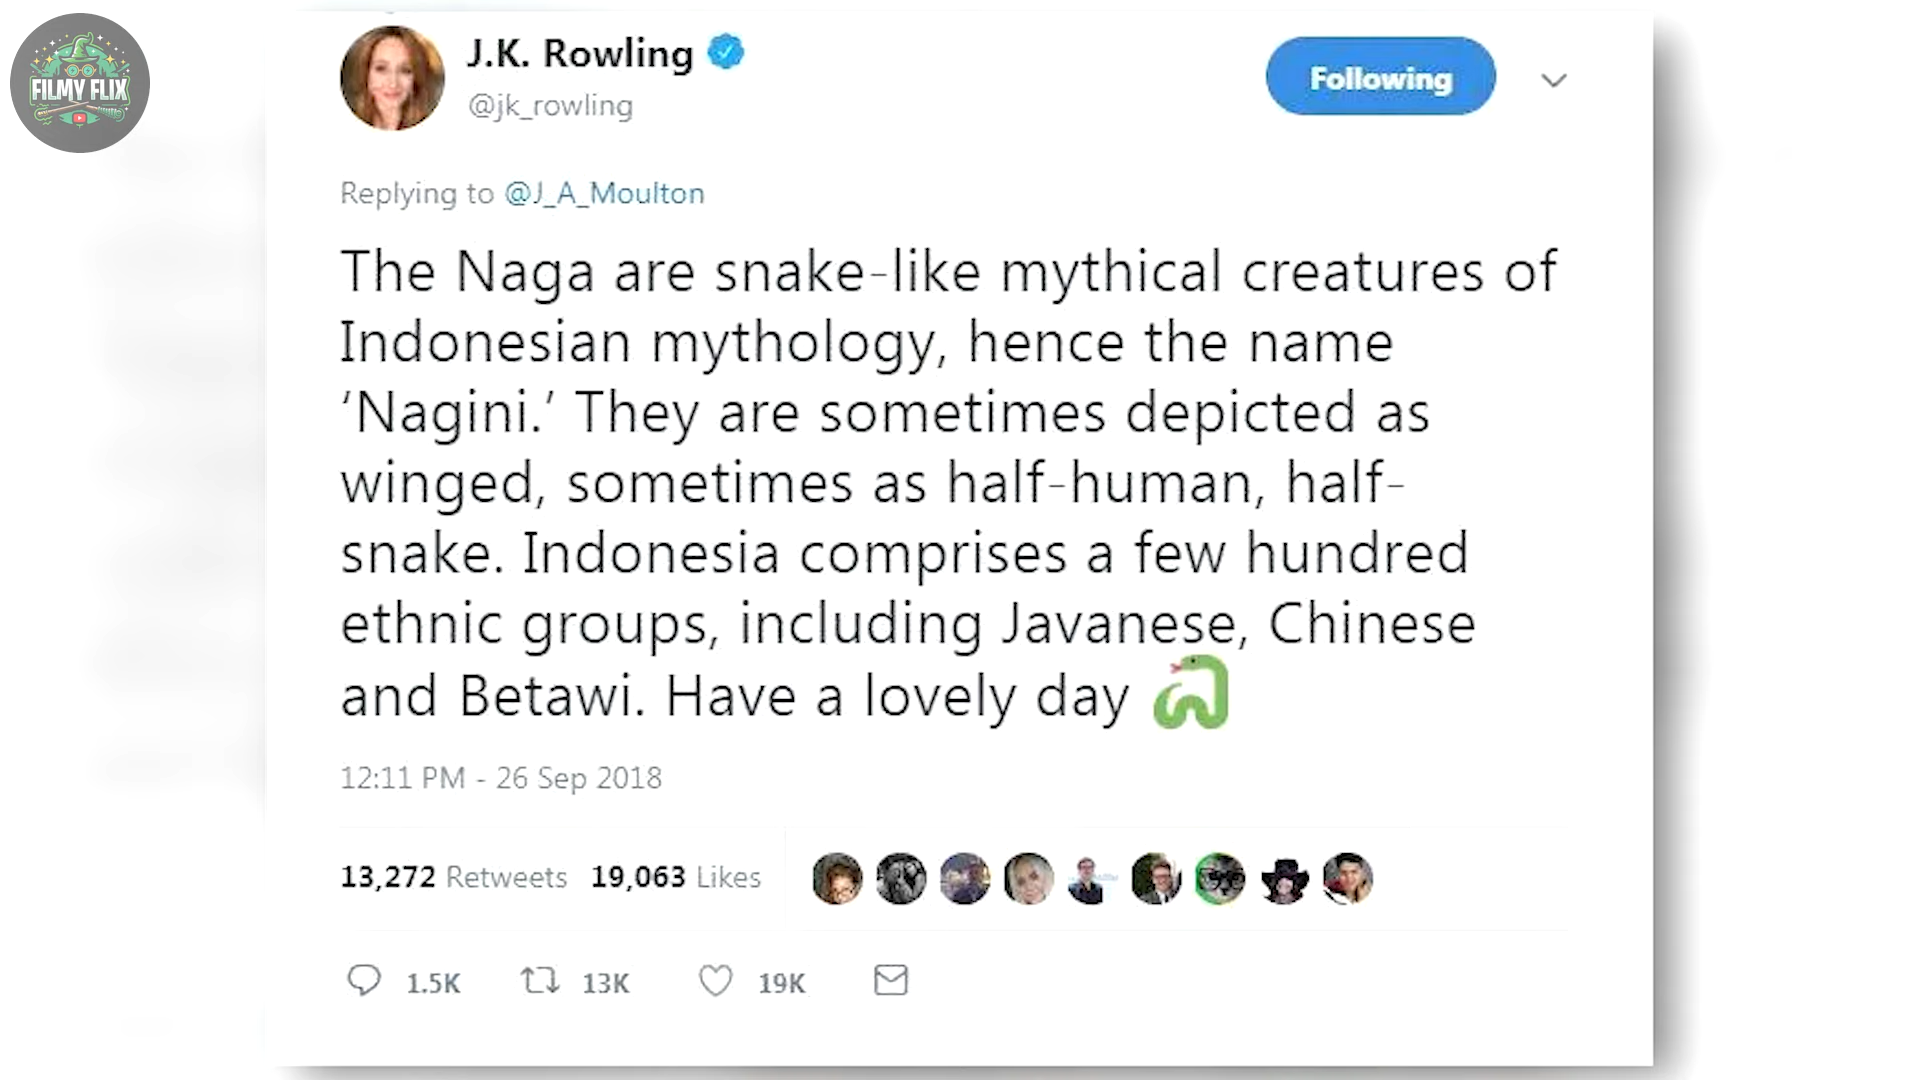 FILMY FLIX
J.K. Rowling
@jk_rowling
Following
Replying to @J_A_Moulton
The Naga are snake-like mythical creatures of
Indonesian mythology, hence the name
‘Nagini.’ They are sometimes depicted as
winged, sometimes as half-human, half-
snake. Indonesia comprises a few hundred
ethnic groups, including Javanese, Chinese
and Betawi. Have a lovely day
12:11 PM - 26 Sep 2018
13,272 Retweets 19,063 Likes
1.5K 13K 19K